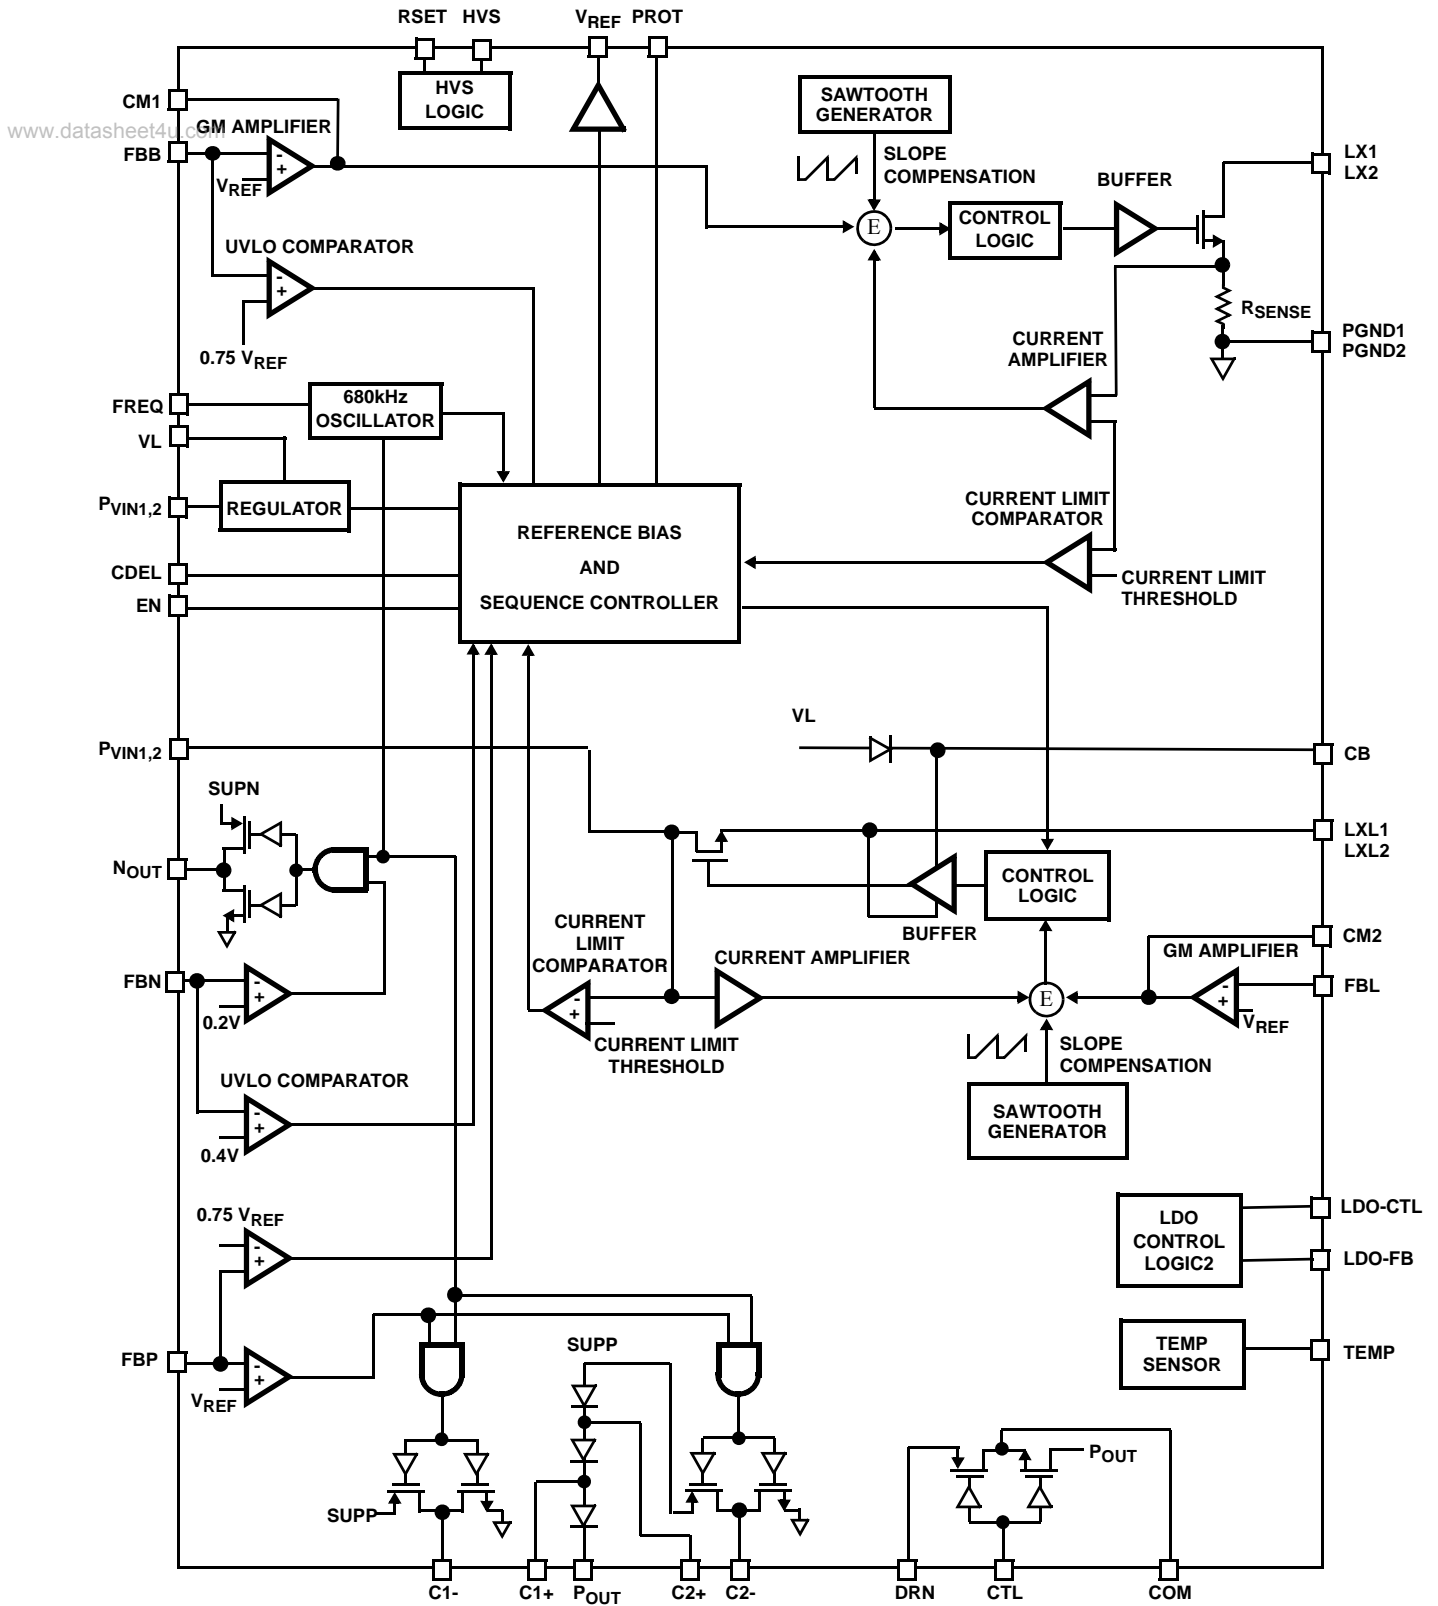 RSET HVS VREF PROT
HVS
LOGIC
SAWTOOTH
GENERATOR
CM1
www.datasheet4u.com
GM AMPLIFIER
FBB
-
+
VREF
SLOPE
COMPENSATION
BUFFER
LX1
LX2
E
CONTROL
LOGIC
UVLO COMPARATOR
-
+
0.75 VREF
RSENSE
PGND1
PGND2
CURRENT
AMPLIFIER
FREQ
680kHz
OSCILLATOR
VL
PVIN1,2
REGULATOR
CURRENT LIMIT
COMPARATOR
REFERENCE BIAS
AND
SEQUENCE CONTROLLER
CURRENT LIMIT
THRESHOLD
CDEL
EN
PVIN1,2
VL
CB
SUPN
NOUT
LXL1
LXL2
CONTROL
LOGIC
BUFFER
CURRENT
LIMIT
COMPARATOR
CURRENT AMPLIFIER
GM AMPLIFIER
CM2
FBN
-
+
0.2V
-
+
E
-
+
VREF
FBL
CURRENT LIMIT
THRESHOLD
SLOPE
COMPENSATION
UVLO COMPARATOR
-
+
0.4V
SAWTOOTH
GENERATOR
0.75 VREF
-
+
LDO
CONTROL
LOGIC2
LDO-CTL
LDO-FB
FBP
-
+
VREF
SUPP
TEMP
SENSOR
TEMP
POUT
SUPP
C1- C1+ POUT C2+ C2- DRN CTL COM